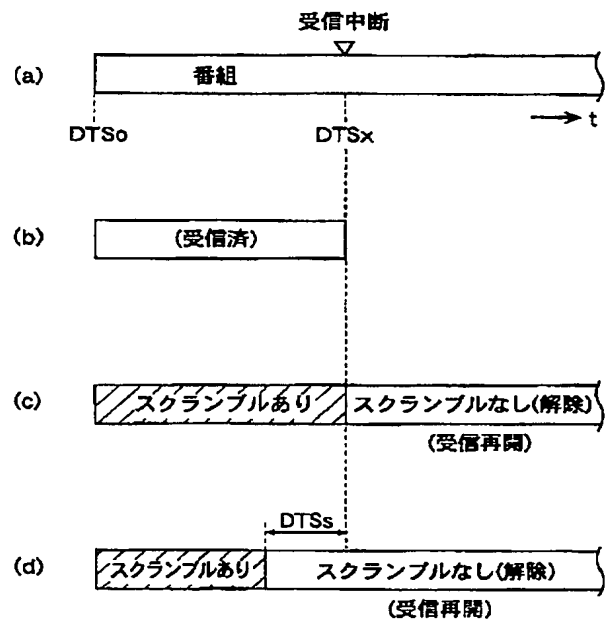 受信中断
(a)
番組
t
DTSo
DTSx
(b)
(受信済)
(c)
スクランブルあり
スクランブルなし(解除)
(受信再開)
DTSs
(d)
スクランブルあり
スクランブルなし(解除)
(受信再開)